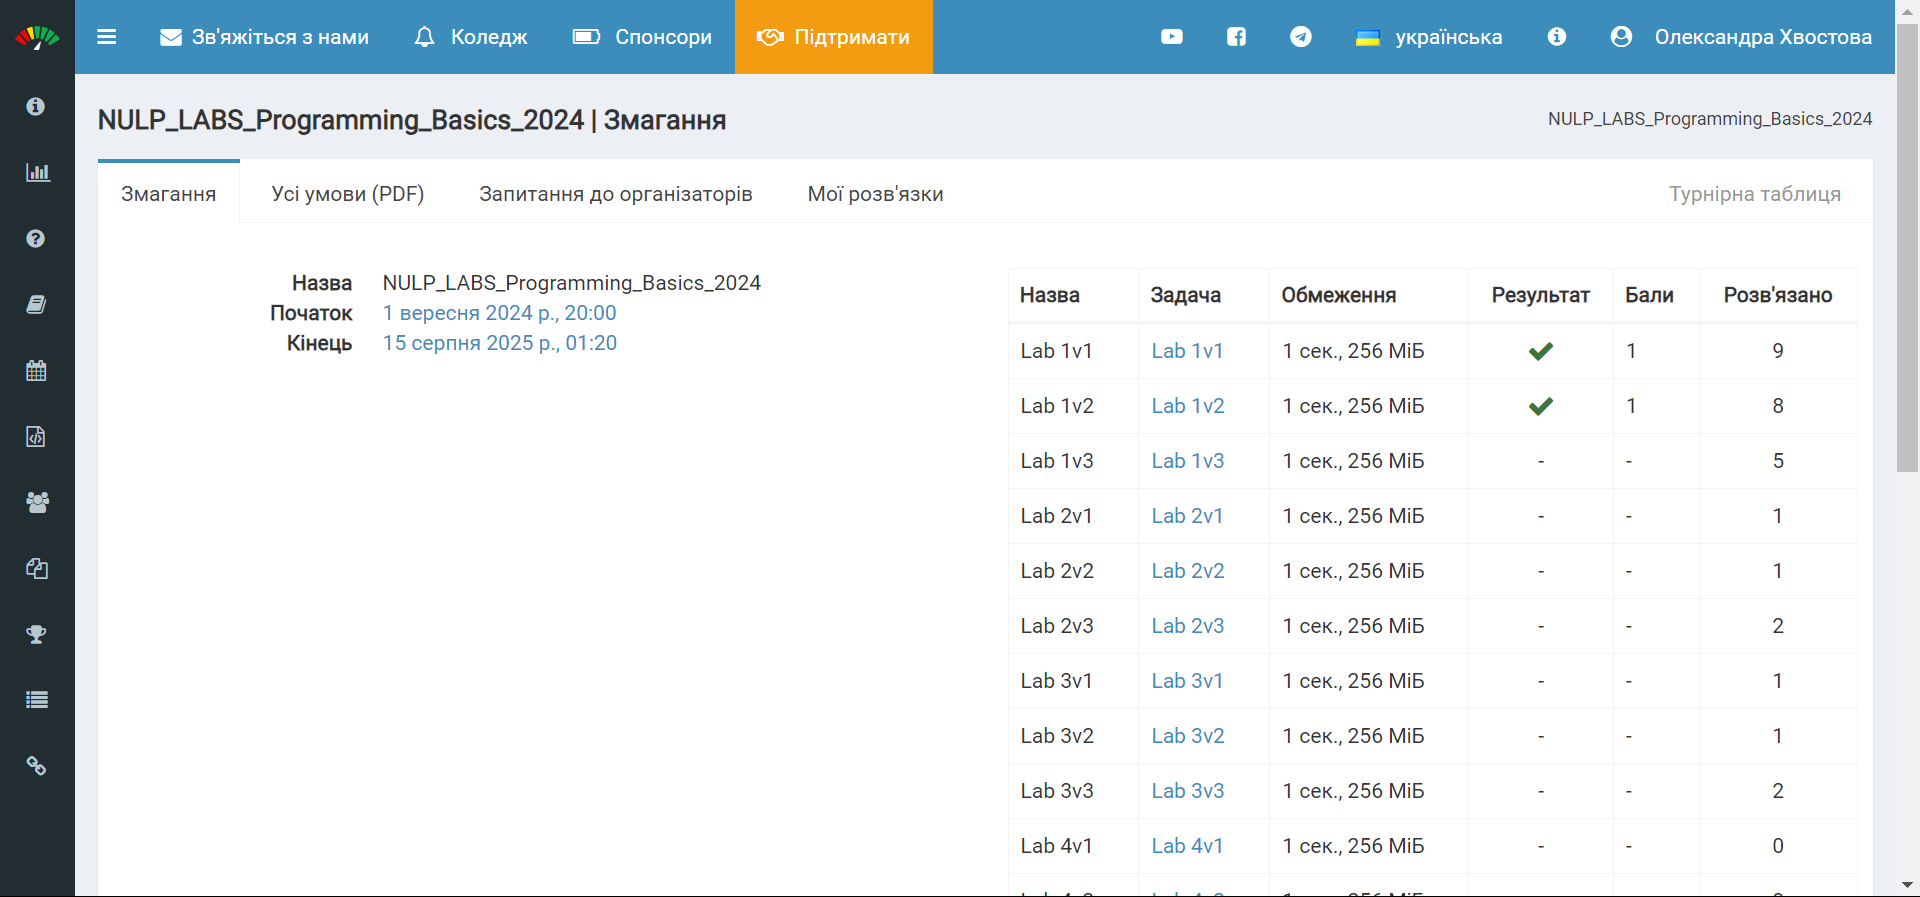 Зв'яжіться з нами Коледж Спонсори Підтримати українська Олександра Хвостова
NULP_LABS_Programming_Basics_2024 | Змагання NULP_LABS_Programming_Basics_2024
Змагання Усі умови (PDF) Запитання до організаторів Мої розв'язки Турнірна таблиця
Назва NULP_LABS_Programming_Basics_2024
Початок 1 вересня 2024 р., 20:00
Кінець 15 серпня 2025 р., 01:20
Назва Задача Обмеження Результат Бали Розв'язано
Lab 1v1 Lab 1v1 1 сек., 256 МіБ 1 9
Lab 1v2 Lab 1v2 1 сек., 256 МіБ 1 8
Lab 1v3 Lab 1v3 1 сек., 256 МіБ - - 5
Lab 2v1 Lab 2v1 1 сек., 256 МіБ - - 1
Lab 2v2 Lab 2v2 1 сек., 256 МіБ - - 1
Lab 2v3 Lab 2v3 1 сек., 256 МіБ - - 2
Lab 3v1 Lab 3v1 1 сек., 256 МіБ - - 1
Lab 3v2 Lab 3v2 1 сек., 256 МіБ - - 1
Lab 3v3 Lab 3v3 1 сек., 256 МіБ - - 2
Lab 4v1 Lab 4v1 1 сек., 256 МіБ - - 0